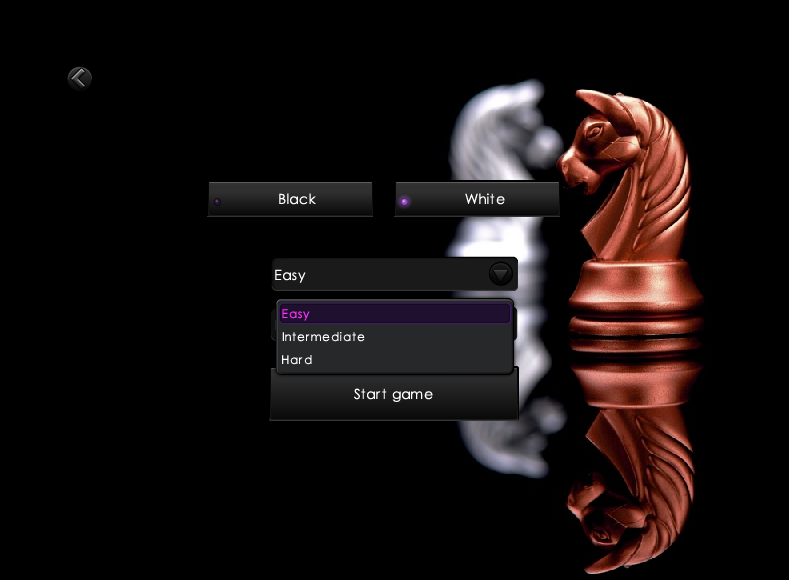 Black
White
Easy
Easy
Intermediate
Hard
Start game